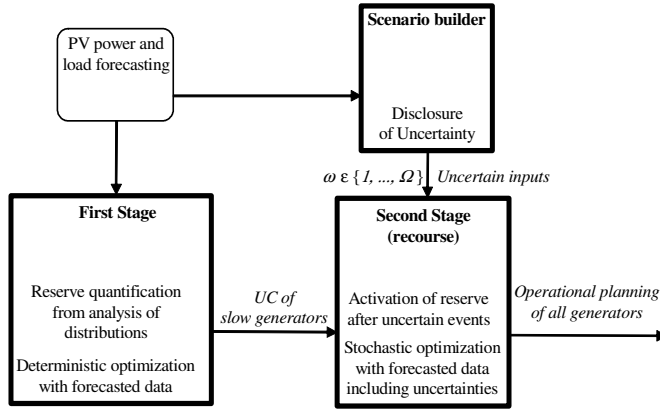 PV power and
load forecasting
Scenario builder
Disclosure
of Uncertainty
ω ε {1, ..., Ω}
Uncertain inputs
First Stage
Reserve quantification
from analysis of
distributions
Deterministic optimization
with forecasted data
UC of
slow generators
Second Stage
(recourse)
Activation of reserve
after uncertain events
Stochastic optimization
with forecasted data
including uncertainties
Operational planning
of all generators